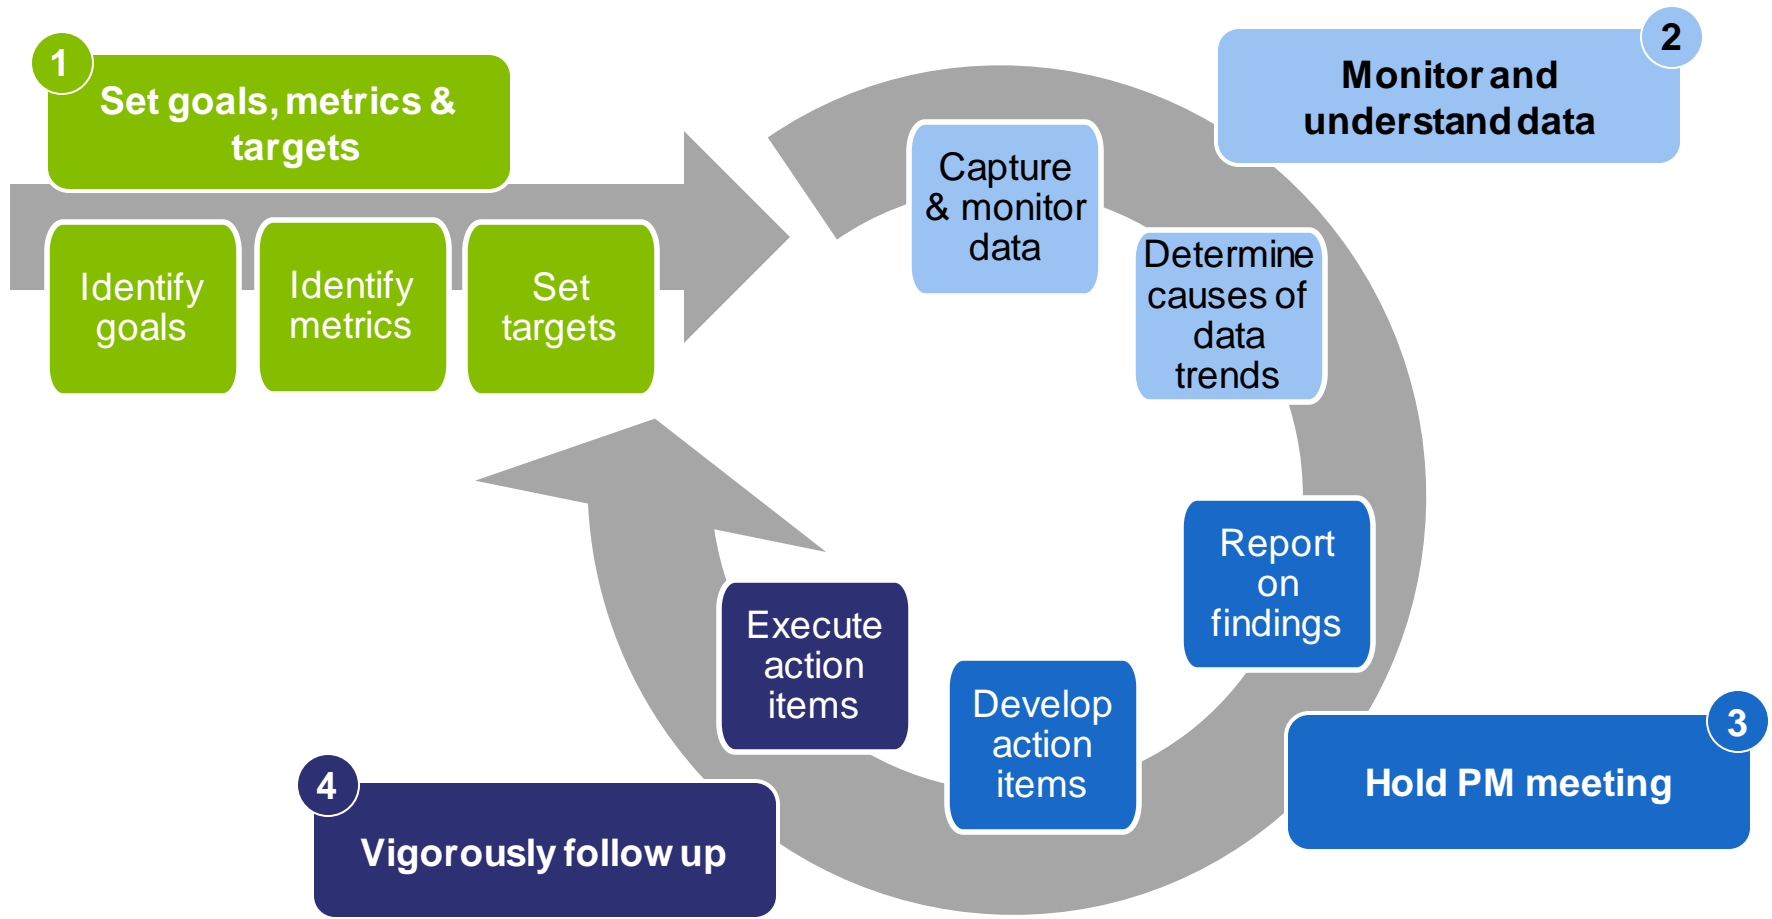 1
Set goals, metrics &
targets
Identify
goals
Identify
metrics
Set
targets
2
Monitor and
understand data
Capture
& monitor
data
Determine
causes of
data
trends
3
Hold PM meeting
Report
on
findings
Develop
action
items
4
Vigorously follow up
Execute
action
items